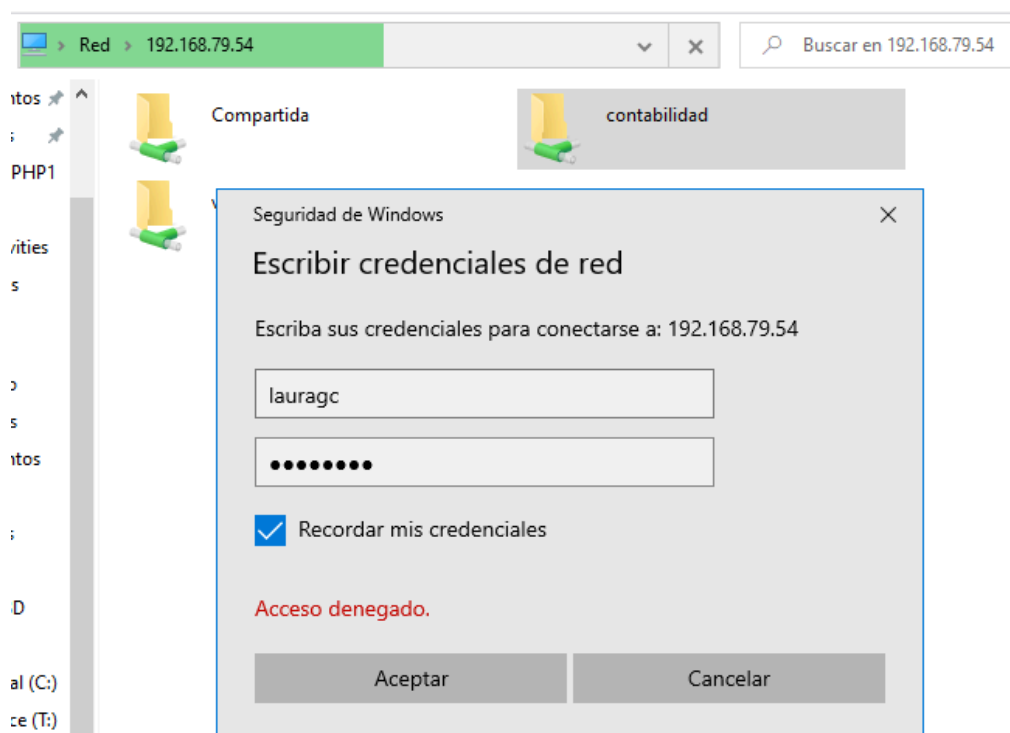 Red > 192.168.79.54
Buscar en 192.168.79.54
Compartida
contabilidad
PHP1
Seguridad de Windows
Escribir credenciales de red
Escriba sus credenciales para conectarse a: 192.168.79.54
lauragc
Recordar mis credenciales
Acceso denegado.
Aceptar
Cancelar
(C:)
(T:)